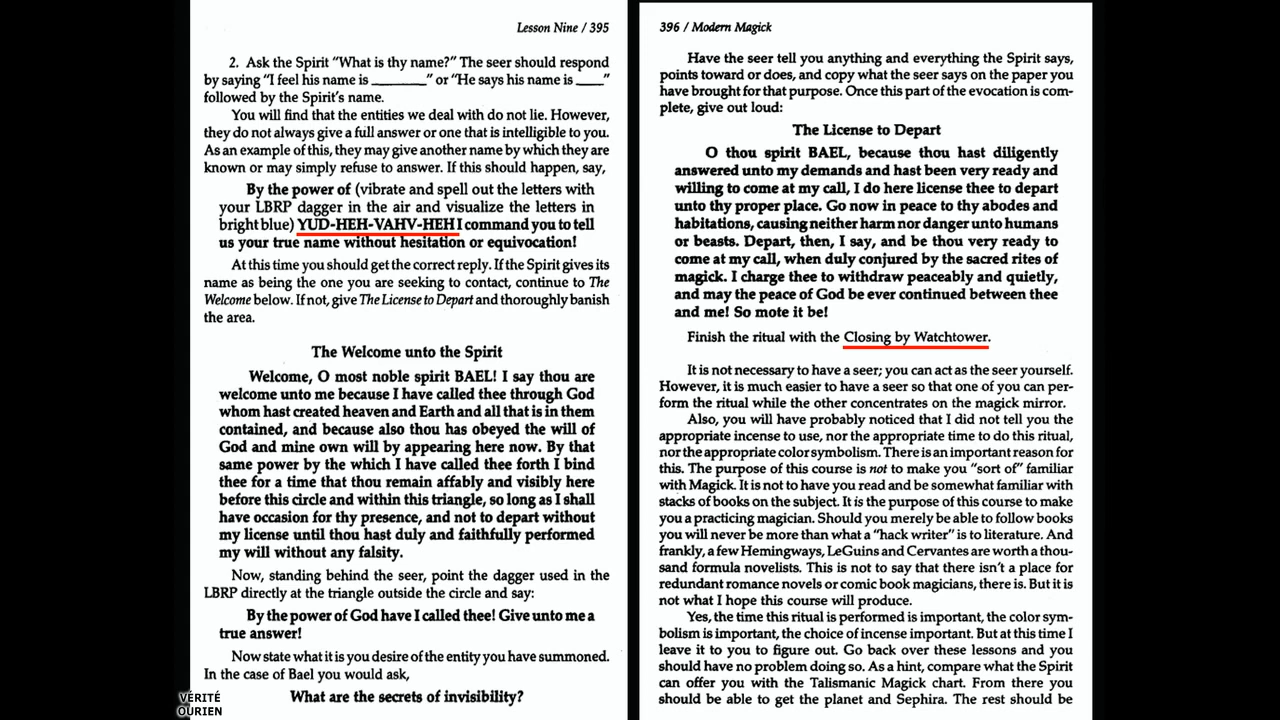 Lesson Nine / 395
2. Ask the Spirit "What is thy name?" The seer should respond
by saying "I feel his name is ________" or "He says his name is ____"
followed by the Spirit's name.
You will find that the entities we deal with do not lie. However,
they do not always give a full answer or one that is intelligible to you.
As an example of this, they may give another name by which they are
known or may simply refuse to answer. If this should happen, say,
By the power of (vibrate and spell out the letters with
your LBRP dagger in the air and visualize the letters in
bright blue) YUD-HEH-VAHV-HEH I command you to tell
us your true name without hesitation or equivocation!
At this time you should get the correct reply. If the Spirit gives its
name as being the one you are seeking to contact, continue to The
Welcome below. If not, give The License to Depart and thoroughly banish
the area.
The Welcome unto the Spirit
Welcome, O most noble spirit BAEL! I say thou are
welcome unto me because I have called thee through God
whom hast created heaven and Earth and all that is in them
contained, and because also thou has obeyed the will of
God and mine own will by appearing here now. By that
same power by the which I have called thee forth I bind
thee for a time that thou remain affably and visibly here
before this circle and within this triangle, so long as I shall
have occasion for thy presence, and not to depart without
my license until thou hast duly and faithfully performed
my will without any falsity.
Now, standing behind the seer, point the dagger used in the
LBRP directly at the triangle outside the circle and say:
By the power of God have I called thee! Give unto me a
true answer!
Now state what it is you desire of the entity you have summoned.
In the case of Bael you would ask,
What are the secrets of invisibility?
VÉRITÉ
OURIEN
396 / Modern Magick
Have the seer tell you anything and everything the Spirit says,
points toward or does, and copy what the seer says on the paper you
have brought for that purpose. Once this part of the evocation is com-
plete, give out loud:
The License to Depart
O thou spirit BAEL, because thou hast diligently
answered unto my demands and hast been very ready and
willing to come at my call, I do here license thee to depart
unto thy proper place. Go now in peace to thy abodes and
habitations, causing neither harm nor danger unto humans
or beasts. Depart, then, I say, and be thou very ready to
come at my call, when duly conjured by the sacred rites of
magick. I charge thee to withdraw peaceably and quietly,
and may the peace of God be ever continued between thee
and me! So mote it be!
Finish the ritual with the Closing by Watchtower.
It is not necessary to have a seer; you can act as the seer yourself.
However, it is much easier to have a seer so that one of you can per-
form the ritual while the other concentrates on the magick mirror.
Also, you will have probably noticed that I did not tell you the
appropriate incense to use, nor the appropriate time to do this ritual,
nor the appropriate color symbolism. There is an important reason for
this. The purpose of this course is not to make you "sort of" familiar
with Magick. It is not to have you read and be somewhat familiar with
stacks of books on the subject. It is the purpose of this course to make
you a practicing magician. Should you merely be able to follow books
you will never be more than what a "hack writer" is to literature. And
frankly, a few Hemingways, LeGuins and Cervantes are worth a thou-
sand formula novelists. This is not to say that there isn't a place for
redundant romance novels or comic book magicians, there is. But it is
not what I hope this course will produce.
Yes, the time this ritual is performed is important, the color sym-
bolism is important, the choice of incense important. But at this time I
leave it to you to figure out. Go back over these lessons and you
should have no problem doing so. As a hint, compare what the Spirit
can offer you with the Talismanic Magick chart. From there you
should be able to get the planet and Sephira. The rest should be